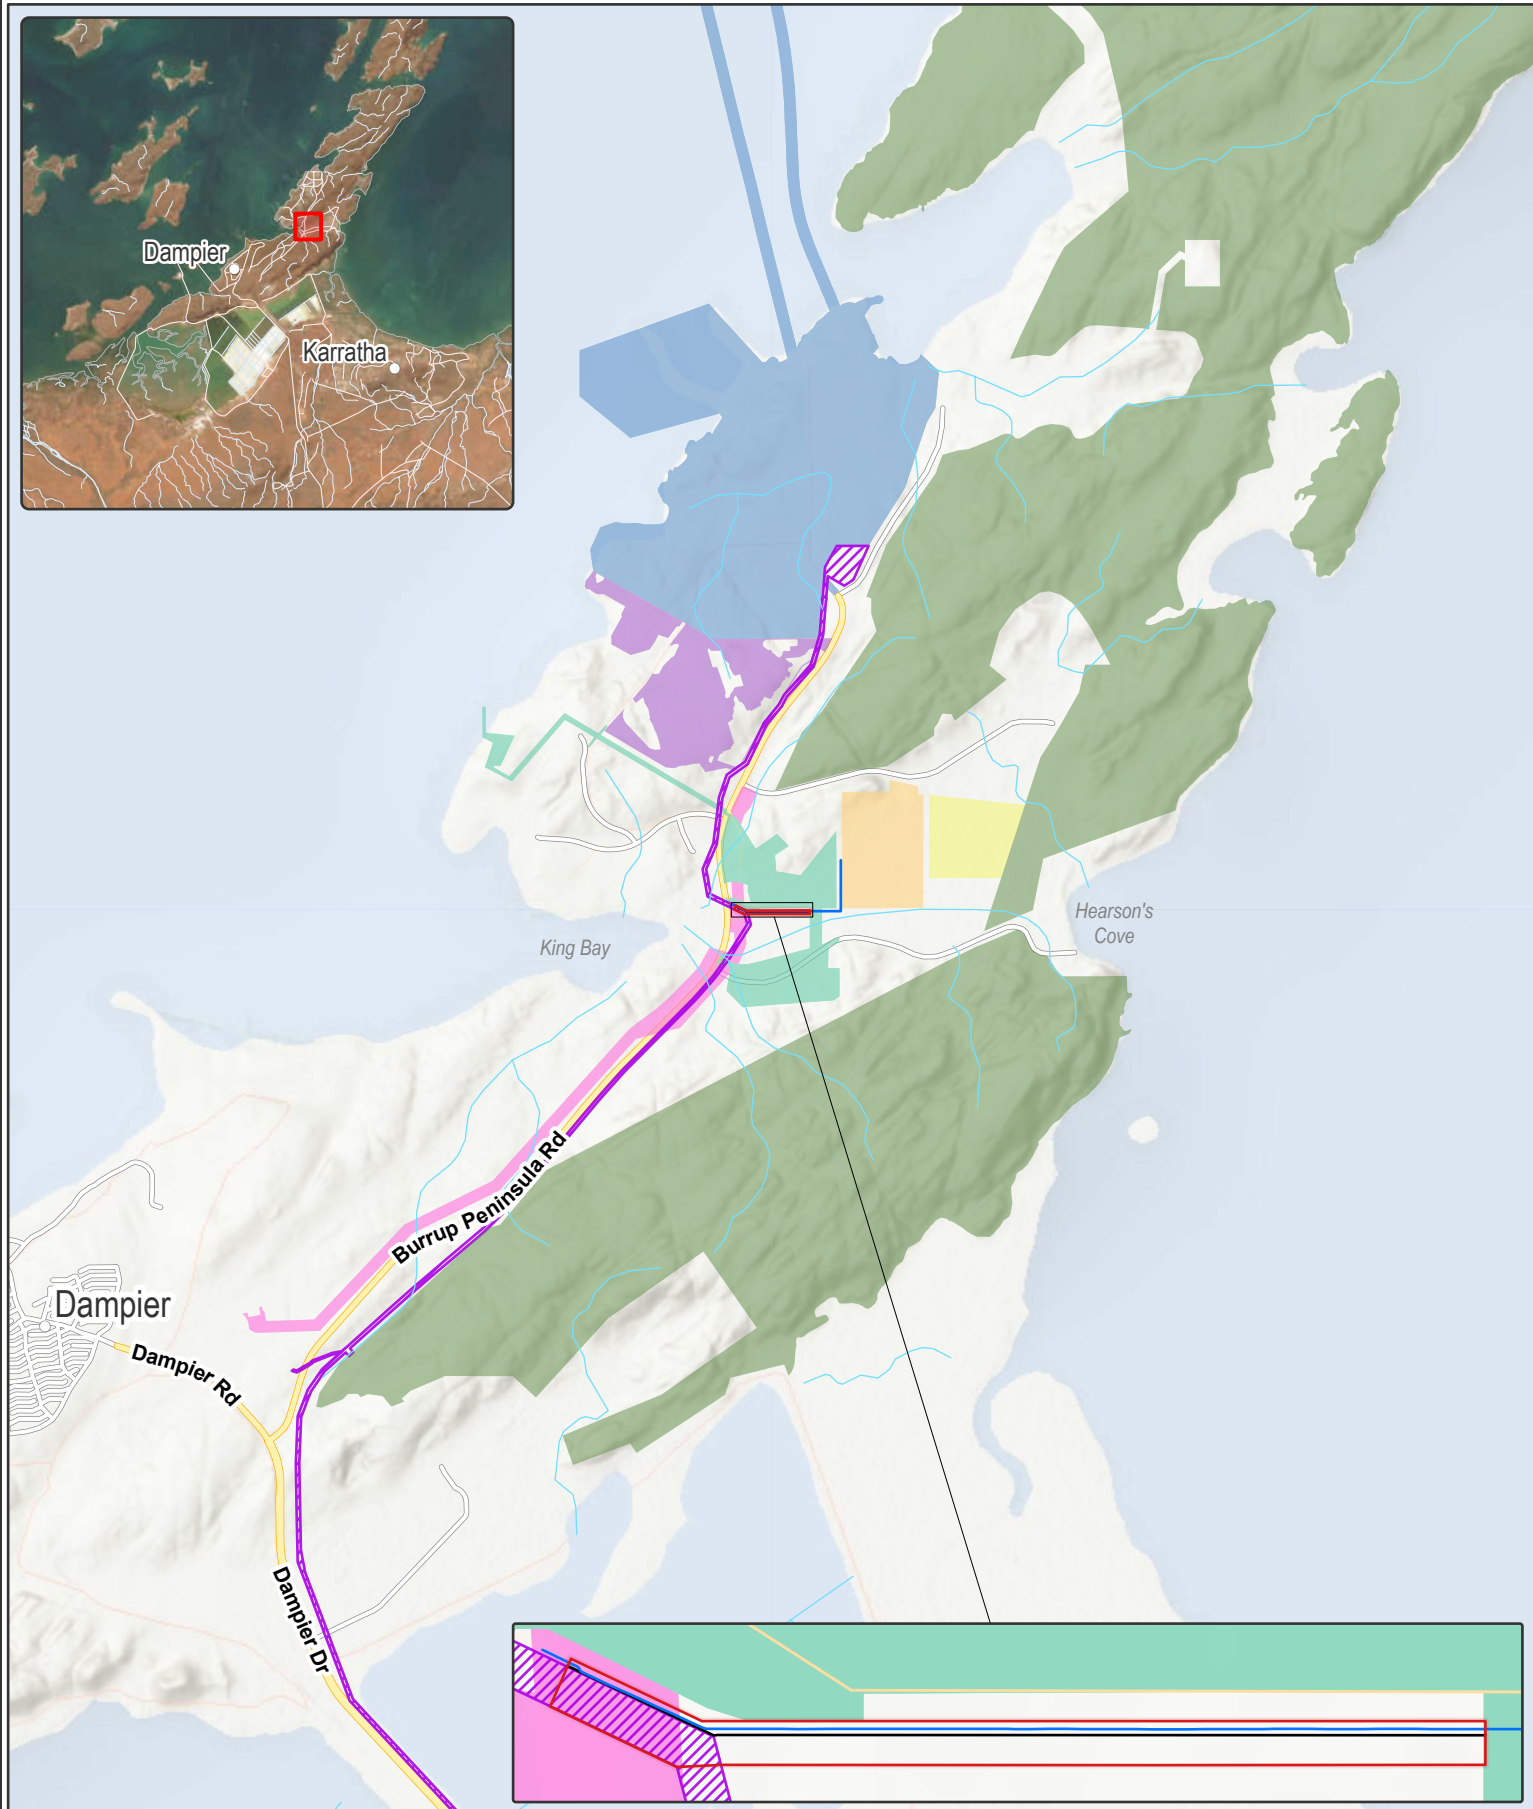 Dampier
Karratha
Hearson's
Cove
King Bay
Burrup Peninsula Rd
Dampier
Dampier Rd
Dampier Dr